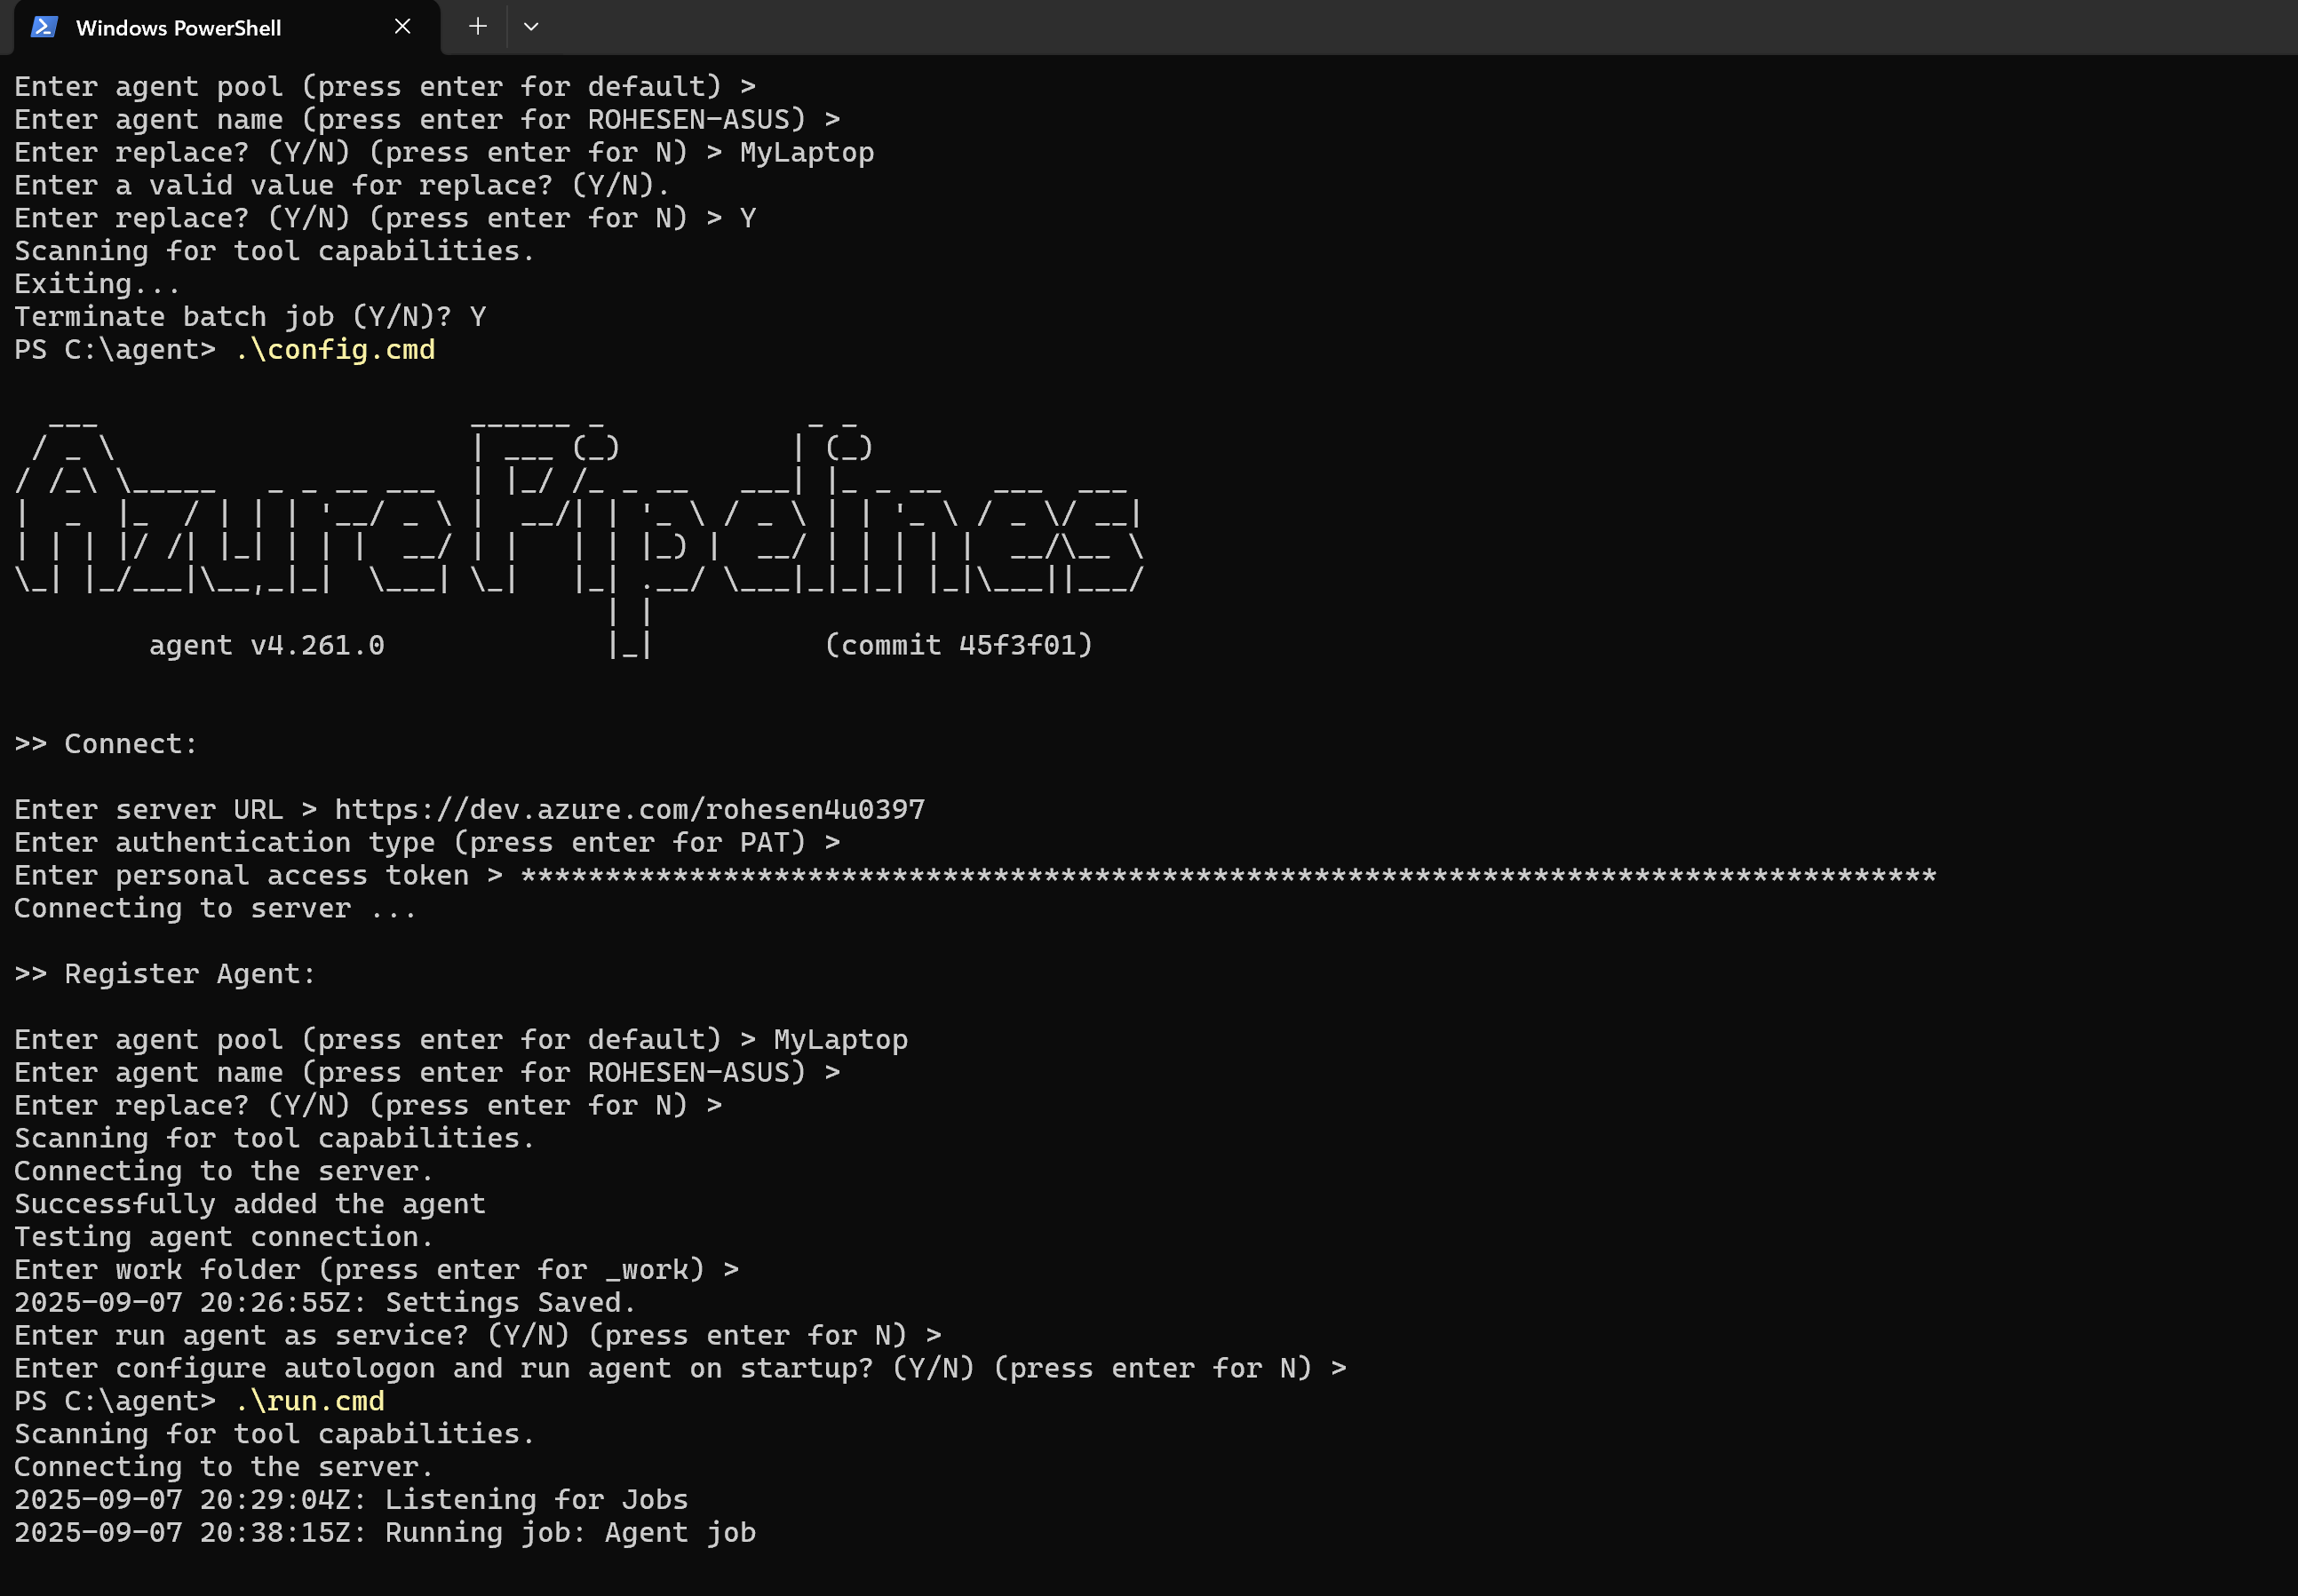 Windows PowerShell
Enter agent pool (press enter for default) >
Enter agent name (press enter for ROHESEN-ASUS) >
Enter replace? (Y/N) (press enter for N) > MyLaptop
Enter a valid value for replace? (Y/N).
Enter replace? (Y/N) (press enter for N) > Y
Scanning for tool capabilities.
Exiting...
Terminate batch job (Y/N)? Y
PS C:\agent> .\config.cmd
Azure Pipelines
agent v4.261.0 (commit 45f3f01)
>> Connect:
Enter server URL > https://dev.azure.com/rohesen4u0397
Enter authentication type (press enter for PAT) >
Enter personal access token > ************************************************************************************
Connecting to server ...
>> Register Agent:
Enter agent pool (press enter for default) > MyLaptop
Enter agent name (press enter for ROHESEN-ASUS) >
Enter replace? (Y/N) (press enter for N) >
Scanning for tool capabilities.
Connecting to the server.
Successfully added the agent
Testing agent connection.
Enter work folder (press enter for _work) >
2025-09-07 20:26:55Z: Settings Saved.
Enter run agent as service? (Y/N) (press enter for N) >
Enter configure autologon and run agent on startup? (Y/N) (press enter for N) >
PS C:\agent> .\run.cmd
Scanning for tool capabilities.
Connecting to the server.
2025-09-07 20:29:04Z: Listening for Jobs
2025-09-07 20:38:15Z: Running job: Agent job